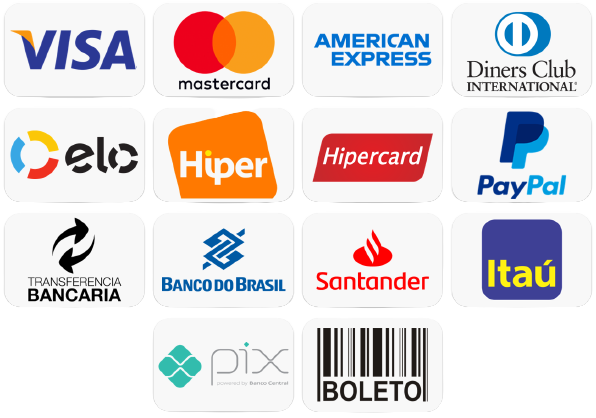 VISA
mastercard
AMERICAN
EXPRESS
Diners Club
INTERNATIONAL®
elo
Hiper
Hipercard
PayPal
TRANSFERENCIA
BANCARIA
BANCO DO BRASIL
Santander
Itaú
pix
powered by Banco Central
BOLETO